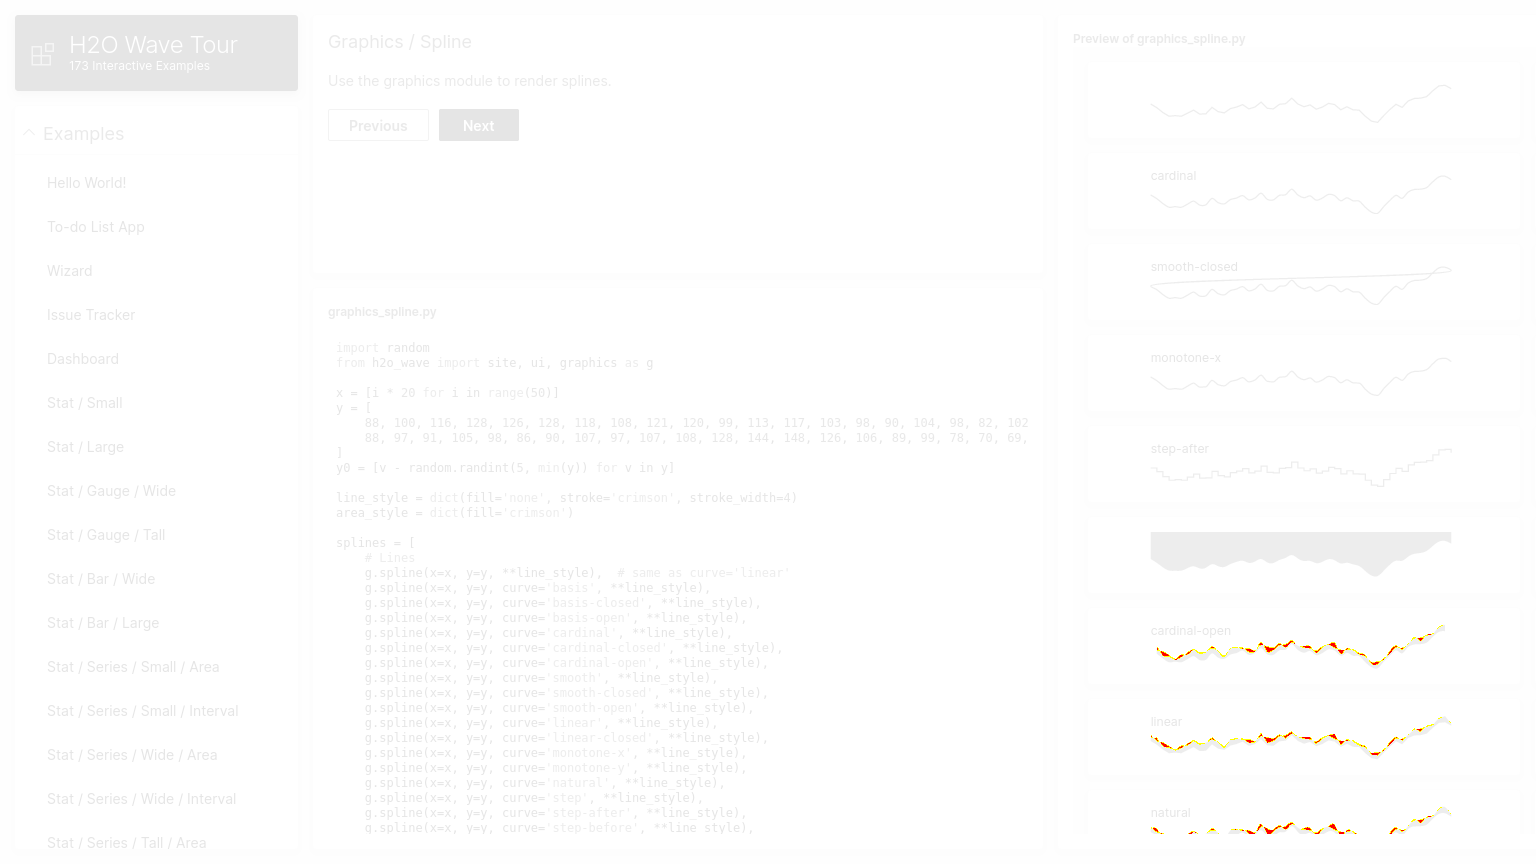 H2O Wave Tour
173 Interactive Examples
Examples
Hello World!
To-do List App
Wizard
Issue Tracker
Dashboard
Stat / Small
Stat / Large
Stat / Gauge / Wide
Stat / Gauge / Tall
Stat / Bar / Wide
Stat / Bar / Large
Stat / Series / Small / Area
Stat / Series / Small / Interval
Stat / Series / Wide / Area
Stat / Series / Wide / Interval
Stat / Series / Tall / Area
Graphics / Spline
Use the graphics module to render splines.
Previous
Next
graphics_spline.py
import random
from h2o_wave import site, ui, graphics as g
x = [i * 20 for i in range(50)]
y = [
88, 100, 116, 128, 126, 128, 118, 108, 121, 120, 99, 113, 117, 103, 98, 90, 104, 98, 82, 102
88, 97, 91, 105, 98, 86, 90, 107, 97, 107, 108, 128, 144, 148, 126, 106, 89, 99, 78, 70, 69,
]
y0 = [v - random.randint(5, min(y)) for v in y]
line_style = dict(fill='none', stroke='crimson', stroke_width=4)
area_style = dict(fill='crimson')
splines = [
# Lines
g.spline(x=x, y=y, **line_style),  # same as curve='linear'
g.spline(x=x, y=y, curve='basis', **line_style),
g.spline(x=x, y=y, curve='basis-closed', **line_style),
g.spline(x=x, y=y, curve='basis-open', **line_style),
g.spline(x=x, y=y, curve='cardinal', **line_style),
g.spline(x=x, y=y, curve='cardinal-closed', **line_style),
g.spline(x=x, y=y, curve='cardinal-open', **line_style),
g.spline(x=x, y=y, curve='smooth', **line_style),
g.spline(x=x, y=y, curve='smooth-closed', **line_style),
g.spline(x=x, y=y, curve='smooth-open', **line_style),
g.spline(x=x, y=y, curve='linear', **line_style),
g.spline(x=x, y=y, curve='linear-closed', **line_style),
g.spline(x=x, y=y, curve='monotone-x', **line_style),
g.spline(x=x, y=y, curve='monotone-y', **line_style),
g.spline(x=x, y=y, curve='natural', **line_style),
g.spline(x=x, y=y, curve='step', **line_style),
g.spline(x=x, y=y, curve='step-after', **line_style),
g.spline(x=x, y=y, curve='step-before', **line_style),
Preview of graphics_spline.py
cardinal
smooth-closed
monotone-x
step-after
cardinal-open
linear
natural